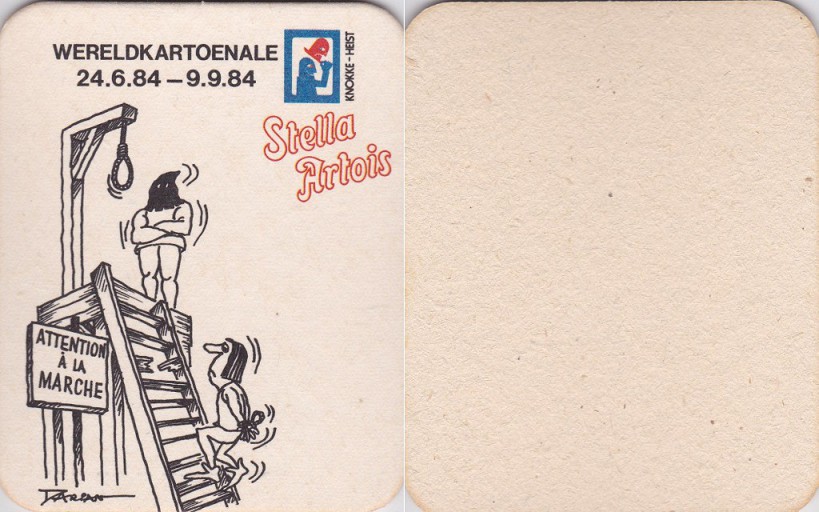 WERELDKARTOENALE
24.6.84 – 9.9.84
KNOKKE - HEIST
Stella
Artois
ATTENTION
À LA
MARCHE